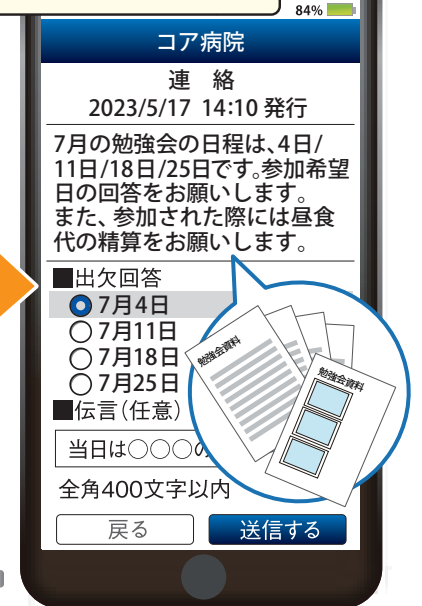 84%
コア病院
連 絡
2023/5/17 14:10 発行
7月の勉強会の日程は、4日/
11日/18日/25日です。参加希望
日の回答をお願いします。
また、参加された際には昼食
代の精算をお願いします。
■出欠回答
7月4日
7月11日
7月18日
7月25日
■伝言(任意)
勉強会資料
勉強会資料
当日は○○○の
全角400文字以内
戻る
送信する